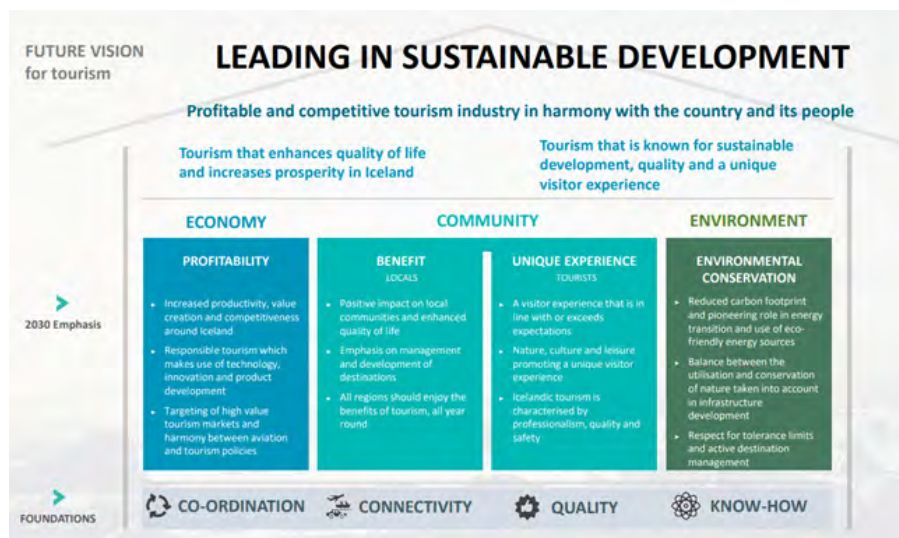 FUTURE VISION
for tourism
LEADING IN SUSTAINABLE DEVELOPMENT
Profitable and competitive tourism industry in harmony with the country and its people
Tourism that enhances quality of life
and increases prosperity in Iceland
Tourism that is known for sustainable
development, quality and a unique
visitor experience
ECONOMY
COMMUNITY
ENVIRONMENT
2030 Emphasis
PROFITABILITY
Increased productivity, value
creation and competitiveness
around Iceland
Responsible tourism which
makes use of technology,
innovation and product
development
Targeting of high value
tourism markets and
harmony between aviation
and tourism policies
BENEFIT
LOCALS
Positive impact on local
communities and enhanced
quality of life
Emphasis on management
and development of
destinations
All regions should enjoy the
benefits of tourism, all year
round
UNIQUE EXPERIENCE
TOURISTS
A visitor experience that is in
line with or exceeds
expectations
Nature, culture and leisure
promoting a unique visitor
experience
Icelandic tourism is
characterised by
professionalism, quality and
safety
ENVIRONMENTAL
CONSERVATION
Reduced carbon footprint
and pioneering role in energy
transition and use of eco-
friendly energy sources
Balance between the
utilisation and conservation
of nature taken into account
in infrastructure
development
Respect for tolerance limits
and active destination
management
FOUNDATIONS
CO-ORDINATION
CONNECTIVITY
QUALITY
KNOW-HOW